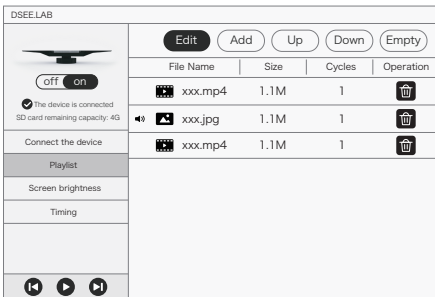 DSEE.LAB
off on
The device is connected
SD card remaining capacity: 4G
Connect the device
Playlist
Screen brightness
Timing
Edit Add Up Down Empty
File Name Size Cycles Operation
xxx.mp4 1.1M 1
xxx.jpg 1.1M 1
xxx.mp4 1.1M 1